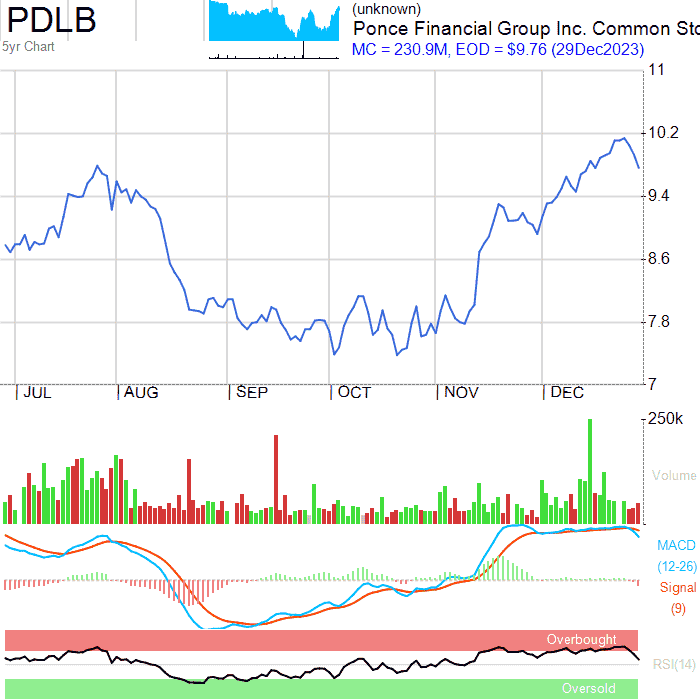 PDLB
5yr Chart
(unknown)
Ponce Financial Group Inc. Common Sto
MC = 230.9M, EOD = $9.76 (29Dec2023)
11
10.2
9.4
8.6
7.8
7
JUL
AUG
SEP
OCT
NOV
DEC
250k
Volume
MACD
(12-26)
Signal
(9)
Overbought
RSI(14)
Oversold